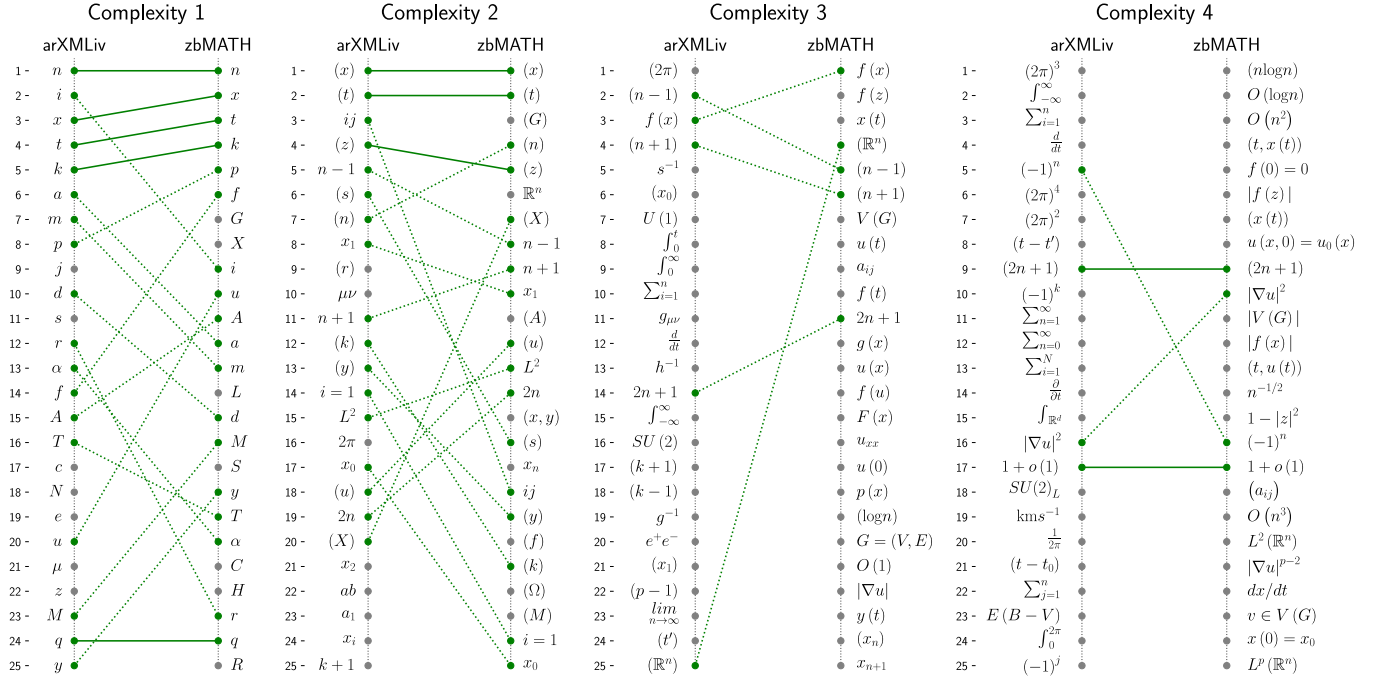 Complexity 1 Complexity 2 Complexity 3 Complexity 4
arXMLiv zbMATH arXMLiv zbMATH arXMLiv zbMATH arXMLiv zbMATH
1 - n n 1 - (x) (x) 1 - (2π) f (x) 1 - (2π)^3 (nlogn)
2 - i x 2 - (t) (t) 2 - (n − 1) f (z) 2 - ∫_{−∞}^{∞} O (logn)
3 - x t 3 - ij (G) 3 - f (x) x (t) 3 - ∑_{i=1}^{n} O (n^2)
4 - t k 4 - (z) (n) 4 - (n + 1) (ℝ^n) 4 - d/dt (t, x (t))
5 - k p 5 - n − 1 (z) 5 - s^{−1} (n − 1) 5 - (−1)^n f (0) = 0
6 - a f 6 - (s) ℝ^n 6 - (x_0) (n + 1) 6 - (2π)^4 |f (z) |
7 - m G 7 - (n) (X) 7 - U (1) V (G) 7 - (2π)^2 (x (t))
8 - p X 8 - x_1 n − 1 8 - ∫_0^t u (t) 8 - (t − t′) u (x, 0) = u_0 (x)
9 - j i 9 - (r) n + 1 9 - ∫_0^∞ a_{ij} 9 - (2n + 1) (2n + 1)
10 - d u 10 - μν x_1 10 - ∑_{i=1}^{n} f (t) 10 - (−1)^k |∇u|^2
11 - s A 11 - n + 1 (A) 11 - g_{μν} 2n + 1 11 - ∑_{n=1}^{∞} |V (G) |
12 - r a 12 - (k) (u) 12 - d/dt g (x) 12 - ∑_{n=0}^{∞} |f (x) |
13 - α m 13 - (y) L^2 13 - h^{−1} u (x) 13 - ∑_{i=1}^{N} (t, u (t))
14 - f L 14 - i = 1 2n 14 - 2n + 1 f (u) 14 - ∂/∂t n^{−1/2}
15 - A d 15 - L^2 (x, y) 15 - ∫_{−∞}^{∞} F (x) 15 - ∫_{ℝ^d} 1 − |z|^2
16 - T M 16 - 2π (s) 16 - SU (2) u_{xx} 16 - |∇u|^2 (−1)^n
17 - c S 17 - x_0 x_n 17 - (k + 1) u (0) 17 - 1 + o (1) 1 + o (1)
18 - N y 18 - (u) ij 18 - (k − 1) p (x) 18 - SU(2)_L (a_{ij})
19 - e T 19 - 2n (y) 19 - g^{−1} (logn) 19 - kms^{−1} O (n^3)
20 - u α 20 - (X) (f) 20 - e^+e^− G = (V, E) 20 - 1/2π L^2 (ℝ^n)
21 - μ C 21 - x_2 (k) 21 - (x_1) O (1) 21 - (t − t_0) |∇u|^{p−2}
22 - z H 22 - ab (Ω) 22 - (p − 1) |∇u| 22 - ∑_{j=1}^{n} dx/dt
23 - M r 23 - a_1 (M) 23 - lim_{n→∞} y (t) 23 - E (B − V) v ∈ V (G)
24 - q q 24 - x_i i = 1 24 - (t′) (x_n) 24 - ∫_0^{2π} x (0) = x_0
25 - y R 25 - k + 1 x_0 25 - (ℝ^n) x_{n+1} 25 - (−1)^j L^p (ℝ^n)